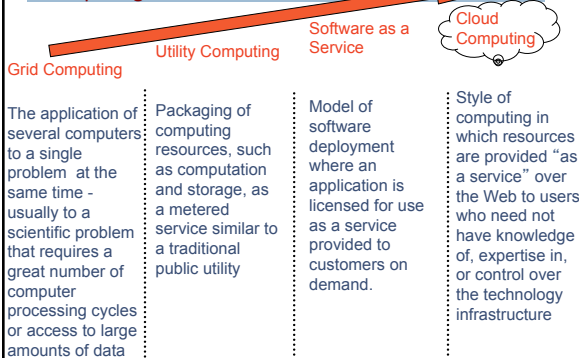 Grid Computing
The application of
several computers
to a single
problem at the
same time -
usually to a
scientific problem
that requires a
great number of
computer
processing cycles
or access to large
amounts of data
Utility Computing
Packaging of
computing
resources, such
as computation
and storage, as
a metered
service similar to
a traditional
public utility
Software as a
Service
Model of
software
deployment
where an
application is
licensed for use
as a service
provided to
customers on
demand.
Cloud
Computing
Style of
computing in
which resources
are provided “as
a service” over
the Web to users
who need not
have knowledge
of, expertise in,
or control over
the technology
infrastructure